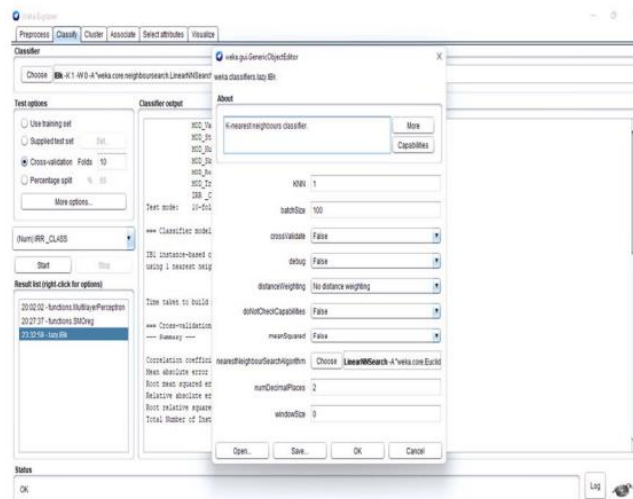 Weka Explorer
Preprocess Classify Cluster Associate Select attributes Visualize
Classifier
Choose IBk -K 1 -W 0 -A "weka.core.neighboursearch.LinearNNSearch
Test options
Use training set
Supplied test set Set...
Cross-validation Folds 10
Percentage split % 66
More options...
(Num) IRR_CLASS
Start Stop
Result list (right-click for options)
20:02:02 - functions.MultilayerPerceptron
20:27:37 - functions.SMOreg
23:32:58 - lazy.IBk
Classifier output
Test mode: 10-fol
=== Classifier model
IB1 instance-based c
using 1 nearest neig
Time taken to build
=== Cross-validation
--- Summary ---
Correlation coeffici
Mean absolute error
Root mean squared er
Relative absolute er
Root relative square
Total Number of Inst
weka.gui.GenericObjectEditor
weka.classifiers.lazy.IBk
About
K-nearest neighbours classifier.
More
Capabilities
KNN 1
batchSize 100
crossValidate False
debug False
distanceWeighting No distance weighting
doNotCheckCapabilities False
meanSquared False
nearestNeighbourSearchAlgorithm Choose LinearNNSearch -A "weka.core.Euclid
numDecimalPlaces 2
windowSize 0
Open... Save... OK Cancel
Status
OK
Log